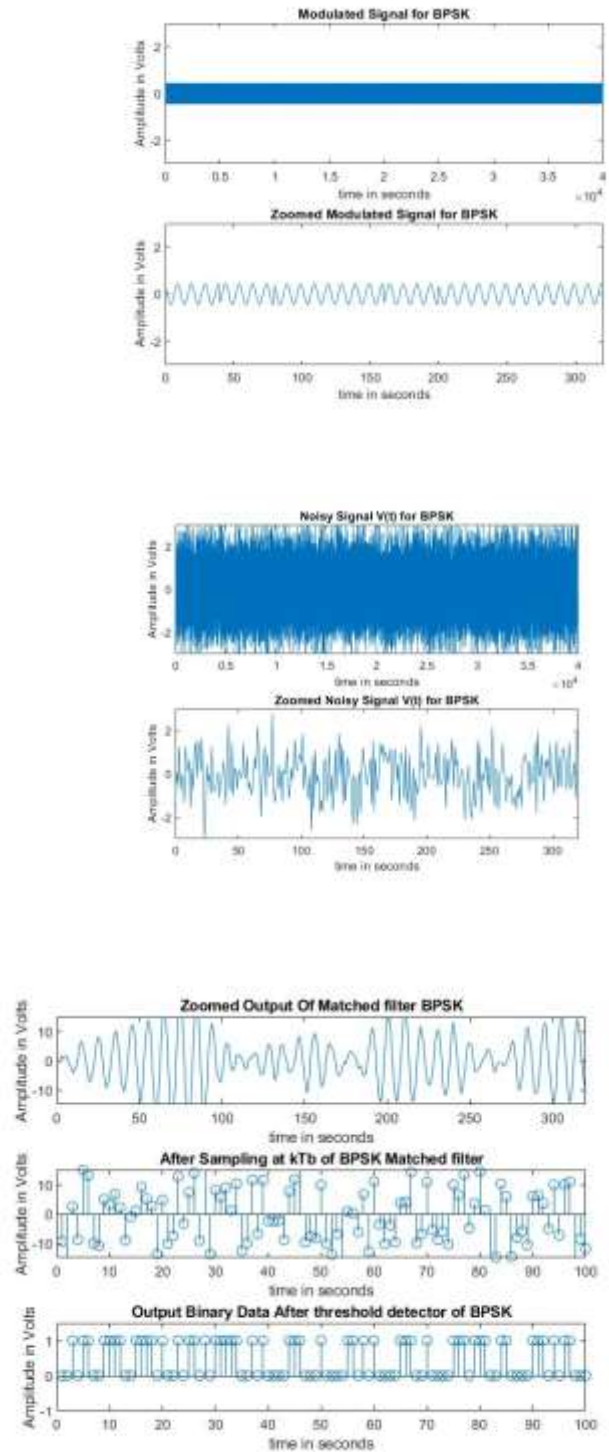 Modulated Signal for BPSK
Amplitude in Volts
2
0
-2
0 0.5 1 1.5 2 2.5 3 3.5 4
time in seconds
×10⁴
Zoomed Modulated Signal for BPSK
Amplitude in Volts
2
0
-2
0 50 100 150 200 250 300
time in seconds
Noisy Signal V(t) for BPSK
Amplitude in Volts
2
0
-2
0 0.5 1 1.5 2 2.5 3 3.5 4
time in seconds
×10⁴
Zoomed Noisy Signal V(t) for BPSK
Amplitude in Volts
2
0
-2
0 50 100 150 200 250 300
time in seconds
Zoomed Output Of Matched filter BPSK
Amplitude in Volts
10
0
-10
0 50 100 150 200 250 300
time in seconds
After Sampling at kTb of BPSK Matched filter
Amplitude in Volts
10
0
-10
0 10 20 30 40 50 60 70 80 90 100
time in seconds
Output Binary Data After threshold detector of BPSK
Amplitude in Volts
1
0
0 10 20 30 40 50 60 70 80 90 100
time in seconds